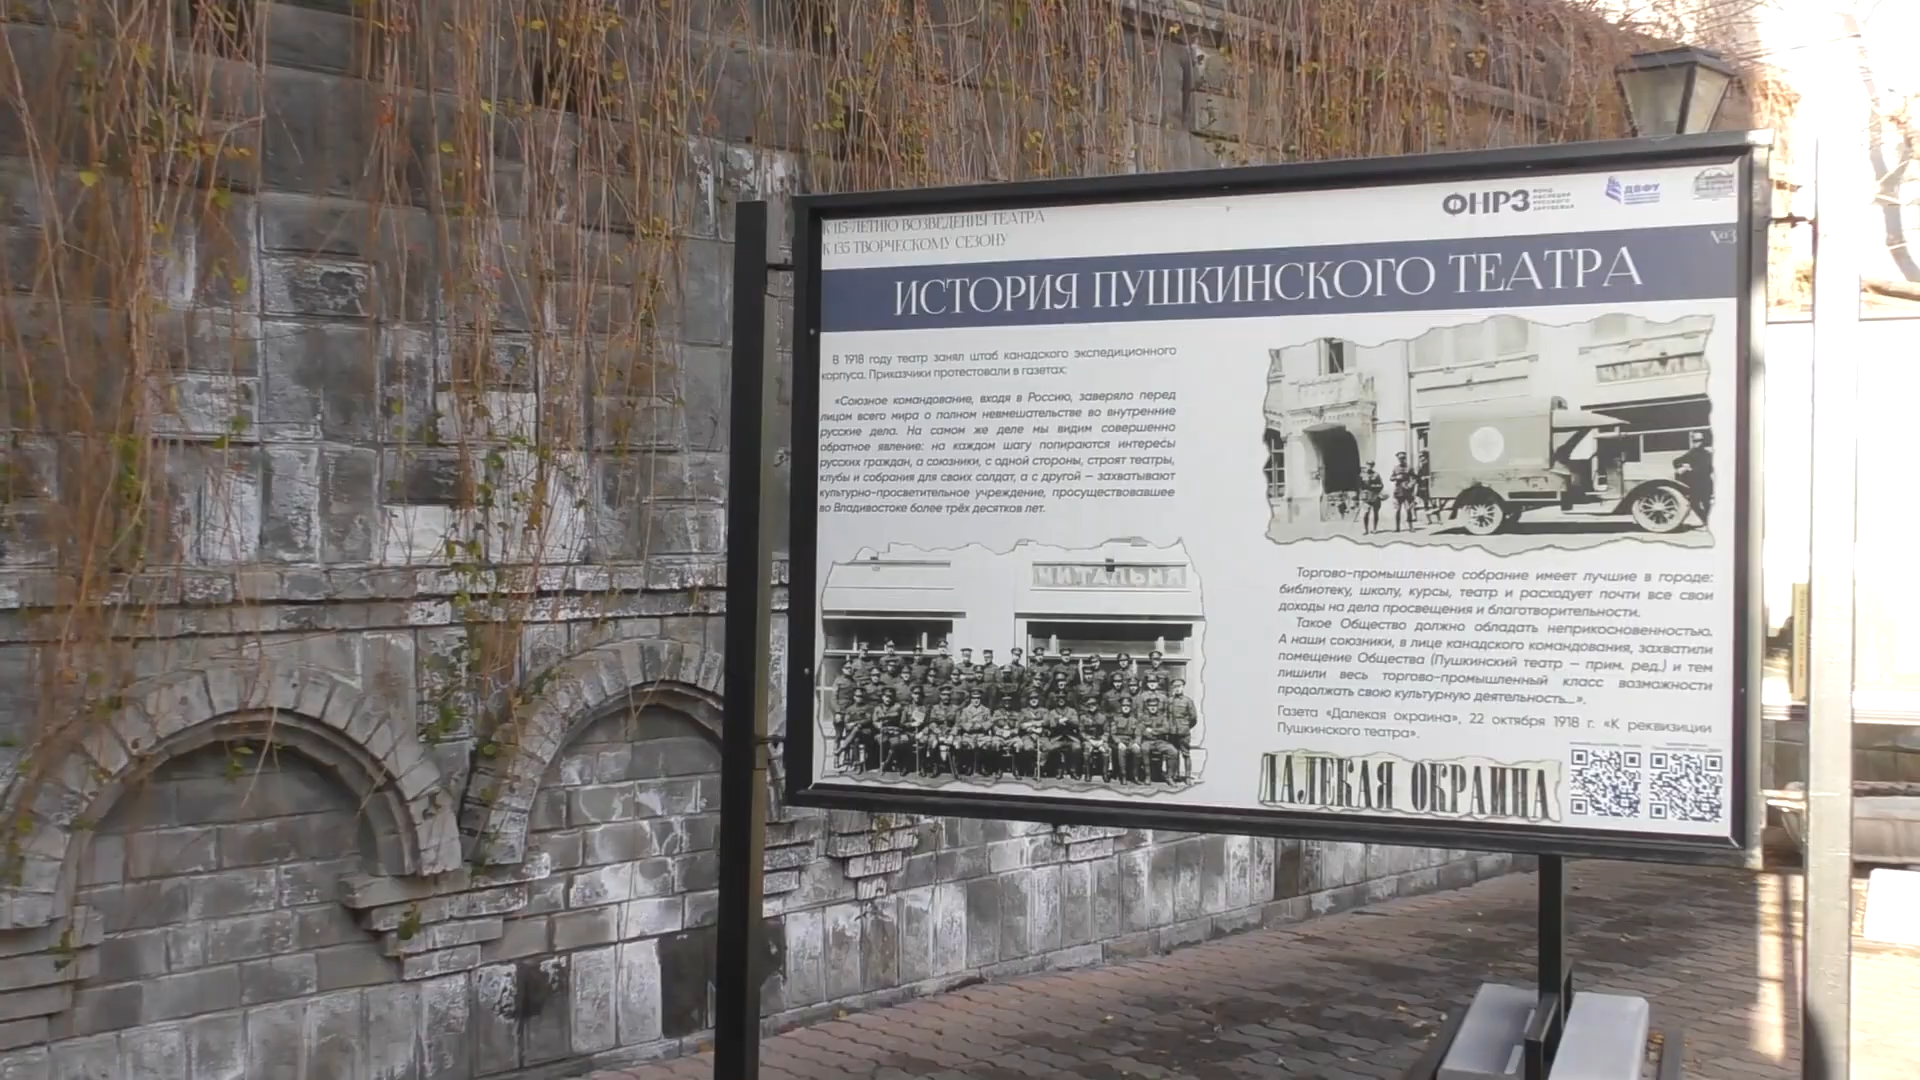 К 115-ЛЕТИЮ ВОЗВЕДЕНИЯ ТЕАТРА
К 135 ТВОРЧЕСКОМУ СЕЗОНУ
ФНРЗ
ФОНД
НАСЛЕДИЯ
РУССКОГО
ЗАРУБЕЖЬЯ
ДВФУ
№3
ИСТОРИЯ ПУШКИНСКОГО ТЕАТРА
В 1918 году театр занял штаб канадского экспедиционного
корпуса. Приказчики протестовали в газетах:
«Союзное командование, входя в Россию, заверяло перед
лицом всего мира о полном невмешательстве во внутренние
русские дела. На самом же деле мы видим совершенно
обратное явление: на каждом шагу попираются интересы
русских граждан, а союзники, с одной стороны, строят театры,
клубы и собрания для своих солдат, а с другой – захватывают
культурно-просветительное учреждение, просуществовавшее
во Владивостоке более трёх десятков лет.
ЧИТАЛЬНЯ
ЧИТАЛЬН
Торгово-промышленное собрание имеет лучшие в городе:
библиотеку, школу, курсы, театр и расходует почти все свои
доходы на дела просвещения и благотворительности.
Такое Общество должно обладать неприкосновенностью.
А наши союзники, в лице канадского командования, захватили
помещение Общества (Пушкинский театр – прим. ред.) и тем
лишили весь торгово-промышленный класс возможности
продолжать свою культурную деятельность...».
Газета «Далекая окраина», 22 октября 1918 г. «К реквизиции
Пушкинского театра».
ДАЛЕКАЯ ОКРАИНА